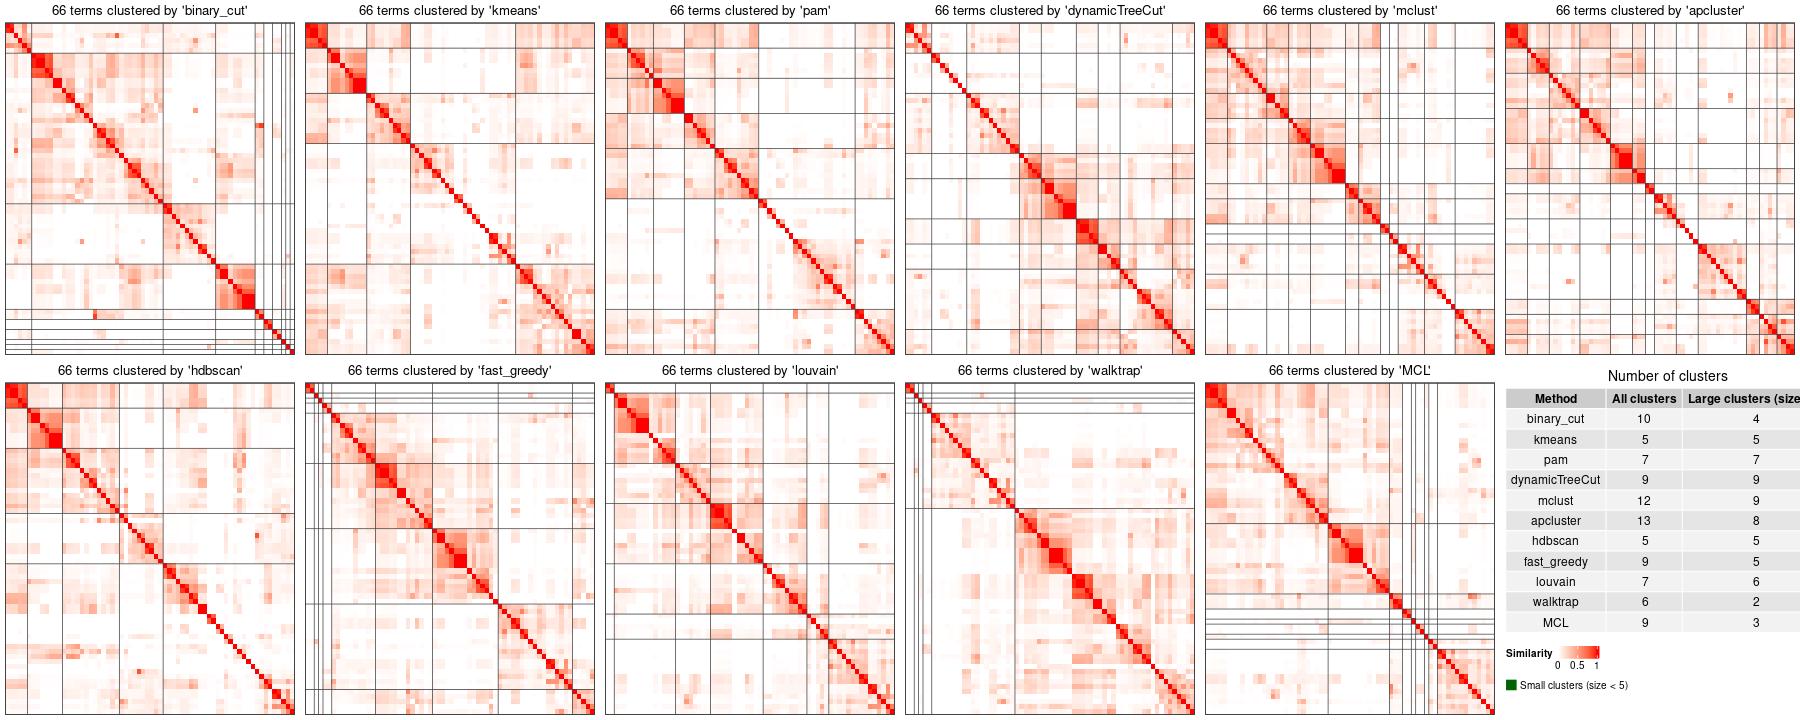 66 terms clustered by 'binary_cut'
66 terms clustered by 'kmeans'
66 terms clustered by 'pam'
66 terms clustered by 'dynamicTreeCut'
66 terms clustered by 'mclust'
66 terms clustered by 'apcluster'
66 terms clustered by 'hdbscan'
66 terms clustered by 'fast_greedy'
66 terms clustered by 'louvain'
66 terms clustered by 'walktrap'
66 terms clustered by 'MCL'
Number of clusters
Method All clusters Large clusters (size
binary_cut 10 4
kmeans 5 5
pam 7 7
dynamicTreeCut 9 9
mclust 12 9
apcluster 13 8
hdbscan 5 5
fast_greedy 9 5
louvain 7 6
walktrap 6 2
MCL 9 3
Similarity
0 0.5 1
Small clusters (size < 5)